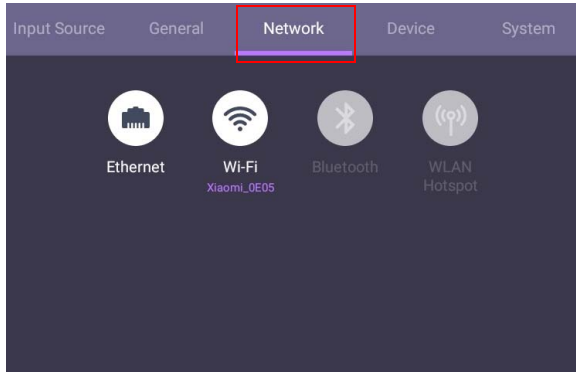 Input Source General Network Device System
Ethernet Wi-Fi Bluetooth WLAN
Xiaomi_0E05 Hotspot